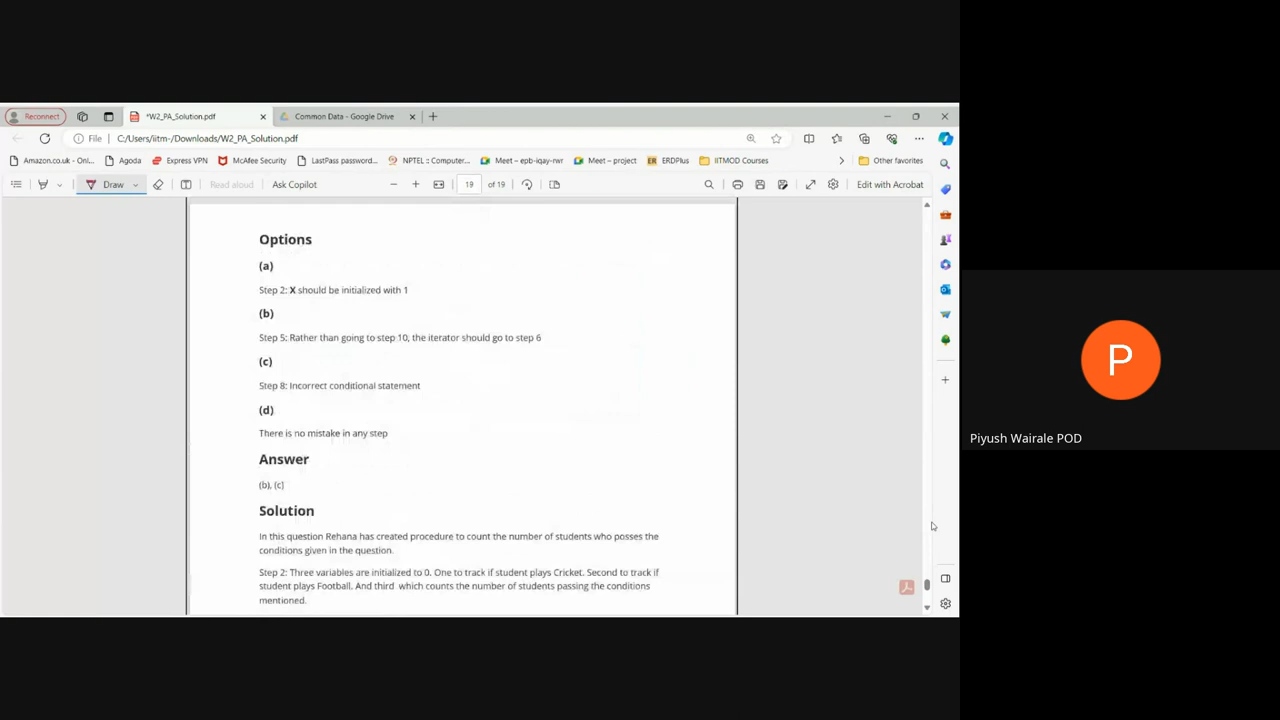 Reconnect
*W2_PA_Solution.pdf
Common Data - Google Drive
File
C:/Users/iitm-/Downloads/W2_PA_Solution.pdf
Amazon.co.uk - Onl...
Agoda
Express VPN
McAfee Security
LastPass password...
NPTEL :: Computer...
Meet – epb-iqay-rwr
Meet – project
ER ERDPlus
IITMOD Courses
Other favorites
Draw
Read aloud
Ask Copilot
19 of 19
Edit with Acrobat
Options
(a)
Step 2: X should be initialized with 1
(b)
Step 5: Rather than going to step 10, the iterator should go to step 6
(c)
Step 8: Incorrect conditional statement
(d)
There is no mistake in any step
Answer
(b), (c)
Solution
In this question Rehana has created procedure to count the number of students who posses the
conditions given in the question.
Step 2: Three variables are initialized to 0. One to track if student plays Cricket. Second to track if
student plays Football. And third which counts the number of students passing the conditions
mentioned.
P
Piyush Wairale POD